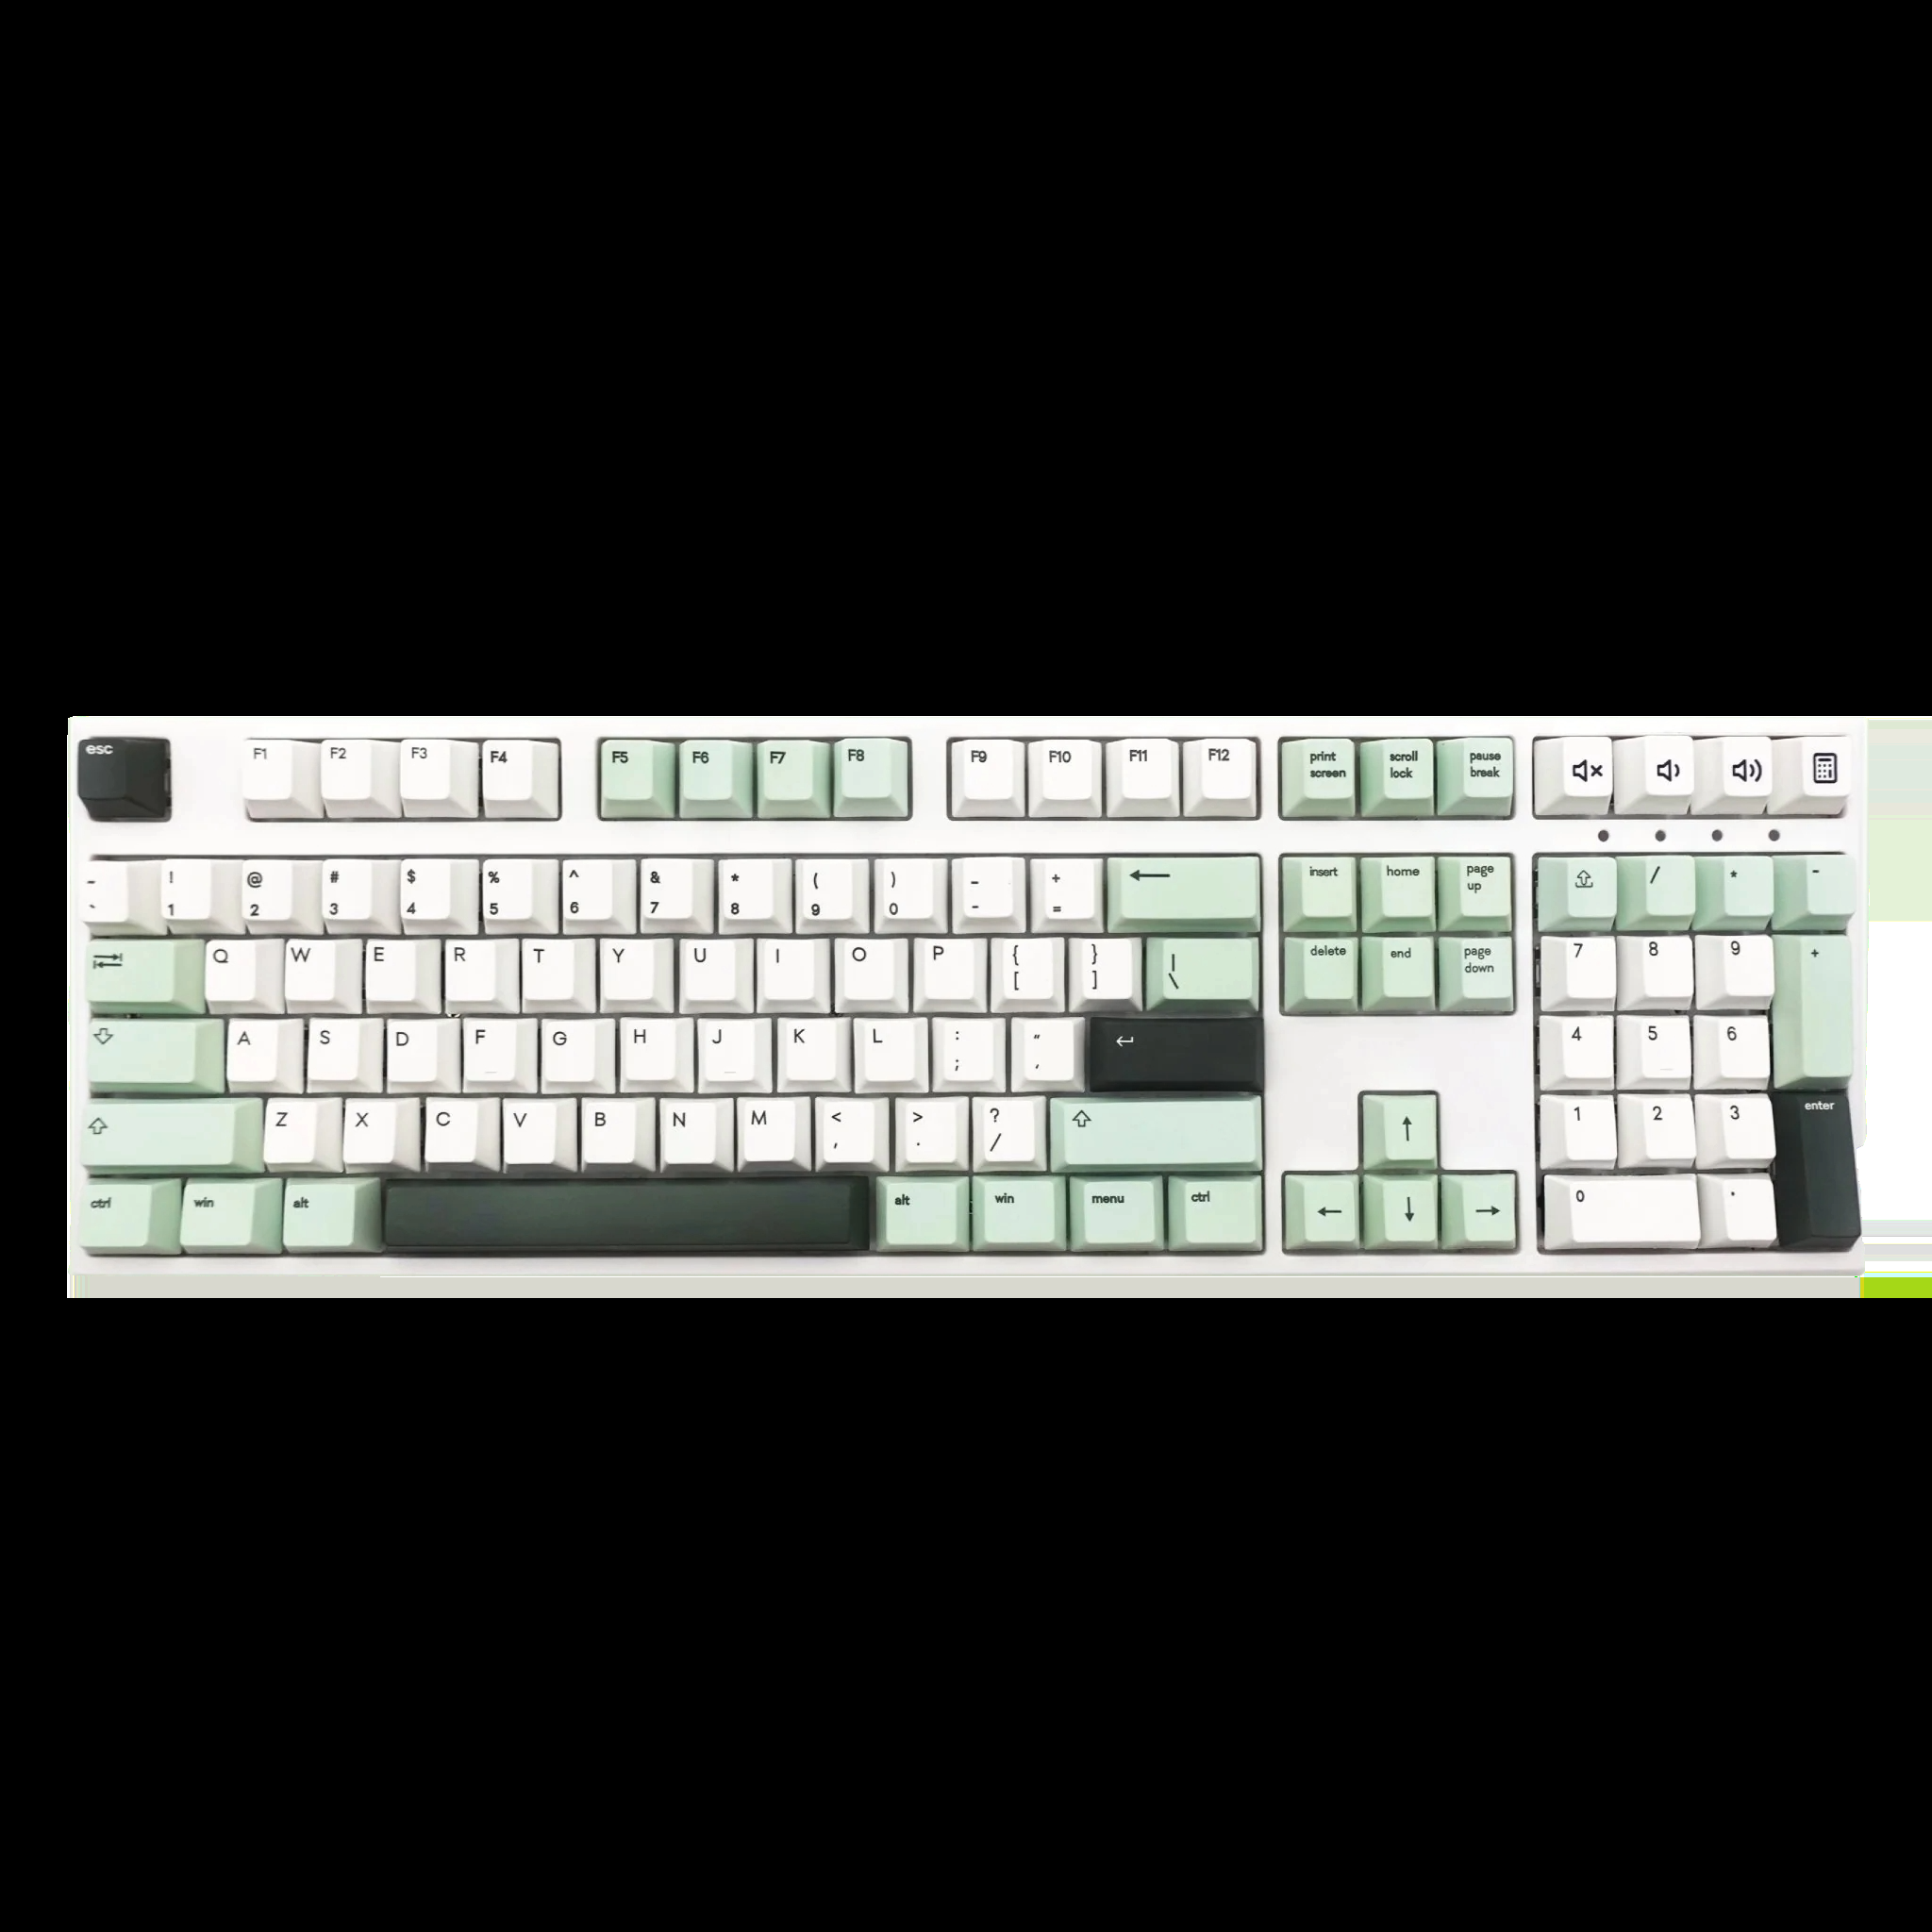 esc F1 F2 F3 F4 F5 F6 F7 F8 F9 F10 F11 F12 print scroll pause
screen lock break
- ! @ # $ % ^ & * ( ) _ + ← insert home page / * -
` 1 2 3 4 5 6 7 8 9 0 - = up
Q W E R T Y U I O P { } | delete end page 7 8 9 +
[ ] \ down
A S D F G H J K L : " ↵ 4 5 6
; ,
Z X C V B N M < > ? ↑ 1 2 3 enter
, . /
ctrl win alt alt win menu ctrl ← ↓ → 0 .